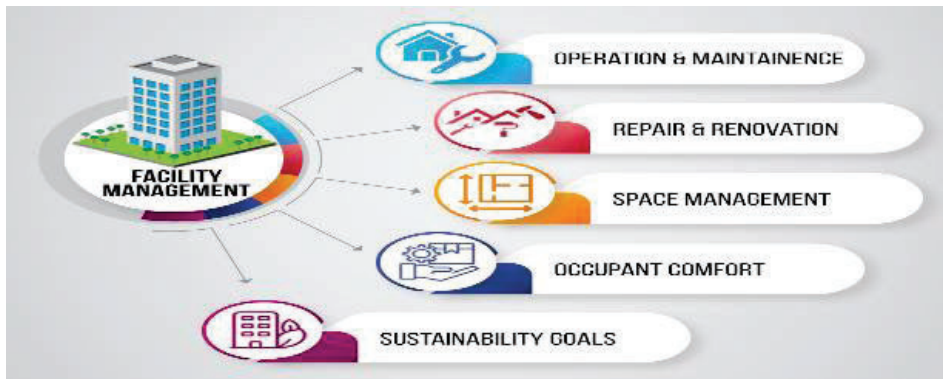 FACILITY
MANAGEMENT
OPERATION & MAINTAINENCE
REPAIR & RENOVATION
SPACE MANAGEMENT
OCCUPANT COMFORT
SUSTAINABILITY GOALS